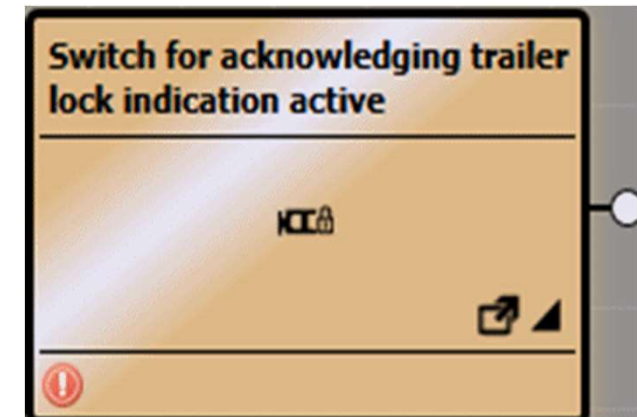 Switch for acknowledging trailer
lock indication active